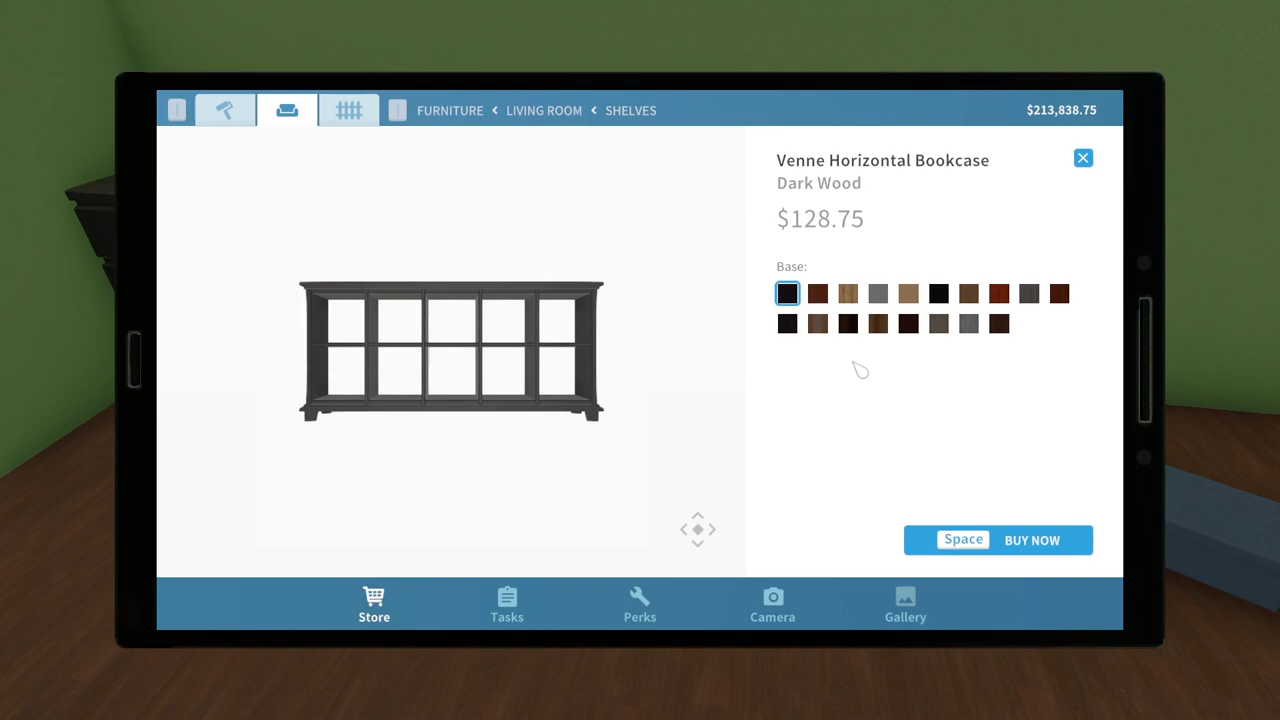 FURNITURE < LIVING ROOM < SHELVES
$213,838.75
Venne Horizontal Bookcase
Dark Wood
$128.75
Base:
Space BUY NOW
Store Tasks Perks Camera Gallery